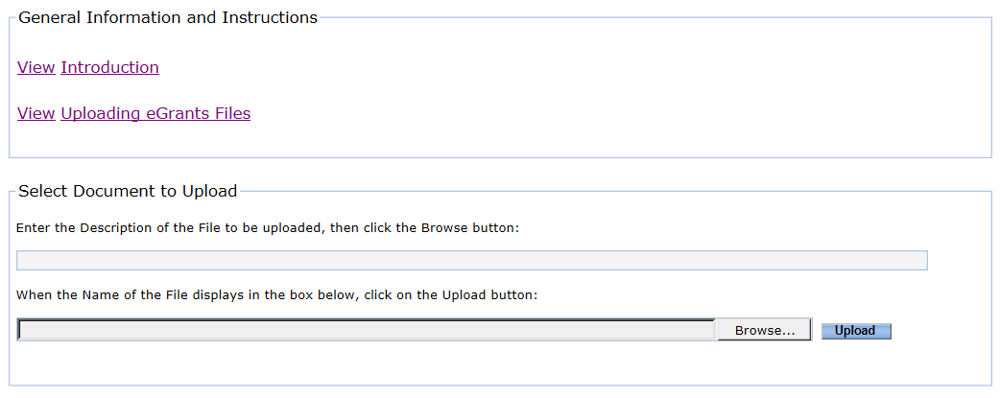 General Information and Instructions
View Introduction
View Uploading eGrants Files
Select Document to Upload
Enter the Description of the File to be uploaded, then click the Browse button:
When the Name of the File displays in the box below, click on the Upload button:
Browse... Upload